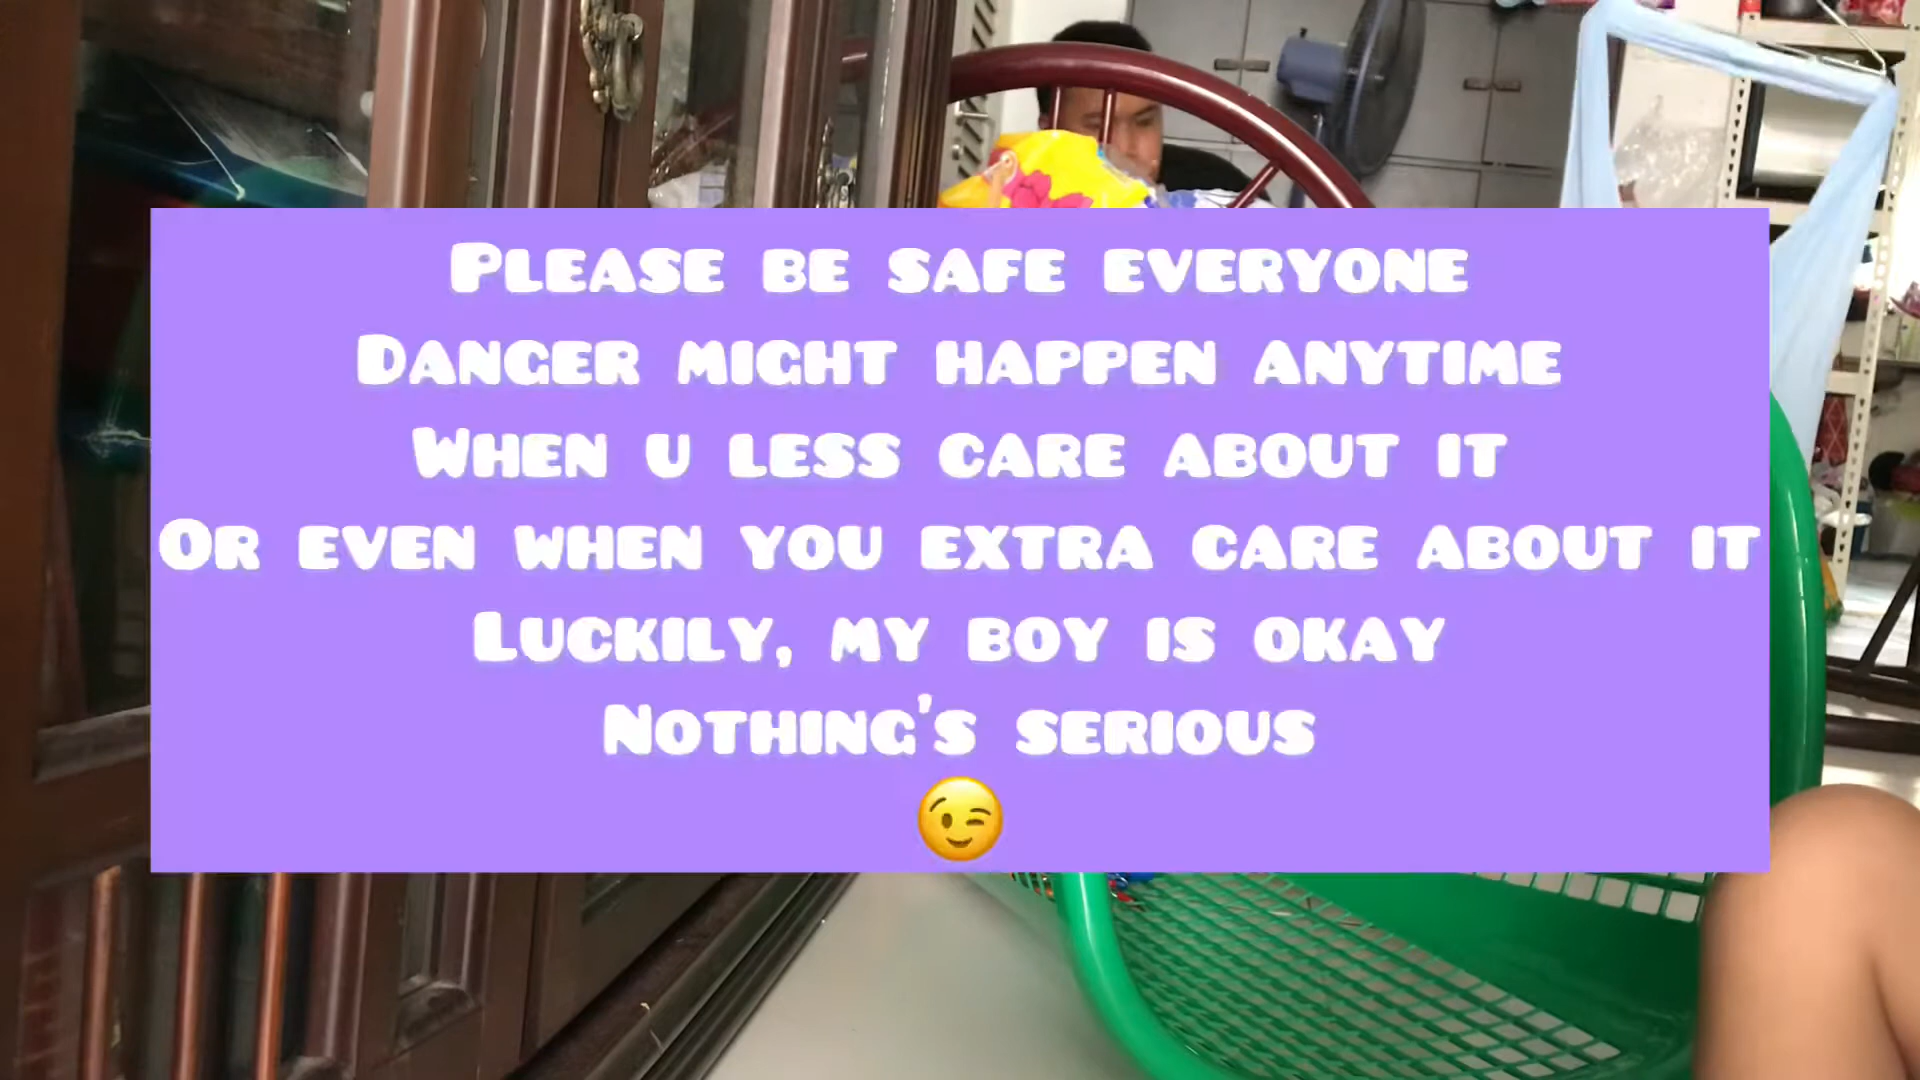 Please be safe everyone
Danger might happen anytime
When u less care about it
Or even when you extra care about it
Luckily, my boy is okay
Nothing's serious
😉